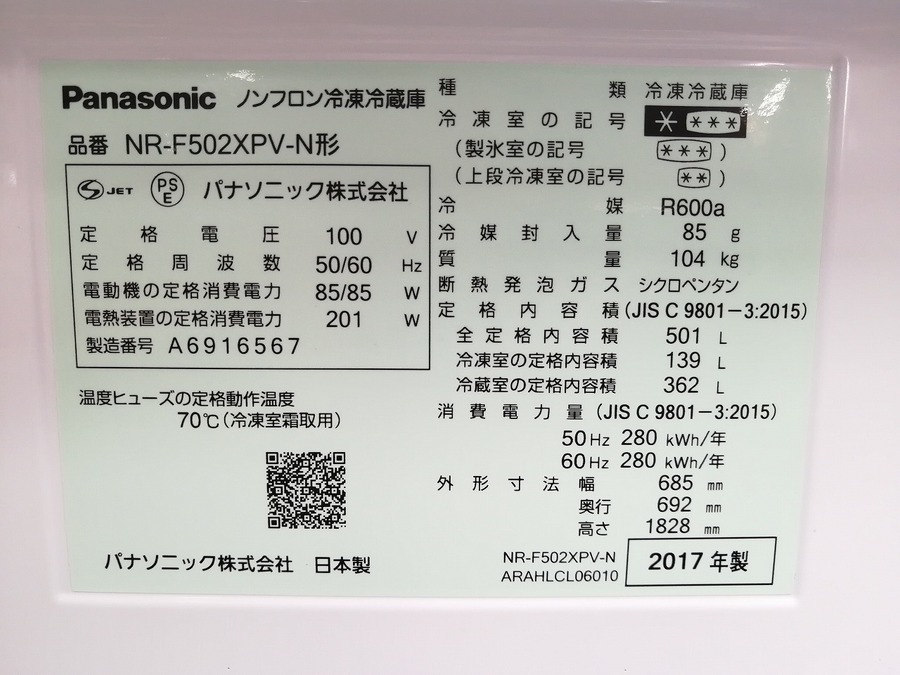 Panasonic ノンフロン冷凍冷蔵庫
品番 NR-F502XPV-N形
S JET PSE パナソニック株式会社
定格電圧 100 V
定格周波数 50/60 Hz
電動機の定格消費電力 85/85 W
電熱装置の定格消費電力 201 W
製造番号 A6916567
温度ヒューズの定格動作温度
70℃(冷凍室霜取用)
パナソニック株式会社 日本製
種類 冷凍冷蔵庫
冷凍室の記号 * ***
(製氷室の記号 ***)
(上段冷凍室の記号 **)
冷媒 R600a
冷媒封入量 85 g
質量 104 kg
断熱発泡ガス シクロペンタン
定格内容積 (JIS C 9801-3:2015)
全定格内容積 501 L
冷凍室の定格内容積 139 L
冷蔵室の定格内容積 362 L
消費電力量 (JIS C 9801-3:2015)
50Hz 280 kWh/年
60Hz 280 kWh/年
外形寸法 幅 685 mm
奥行 692 mm
高さ 1828 mm
NR-F502XPV-N
ARAHLCL06010
2017年製